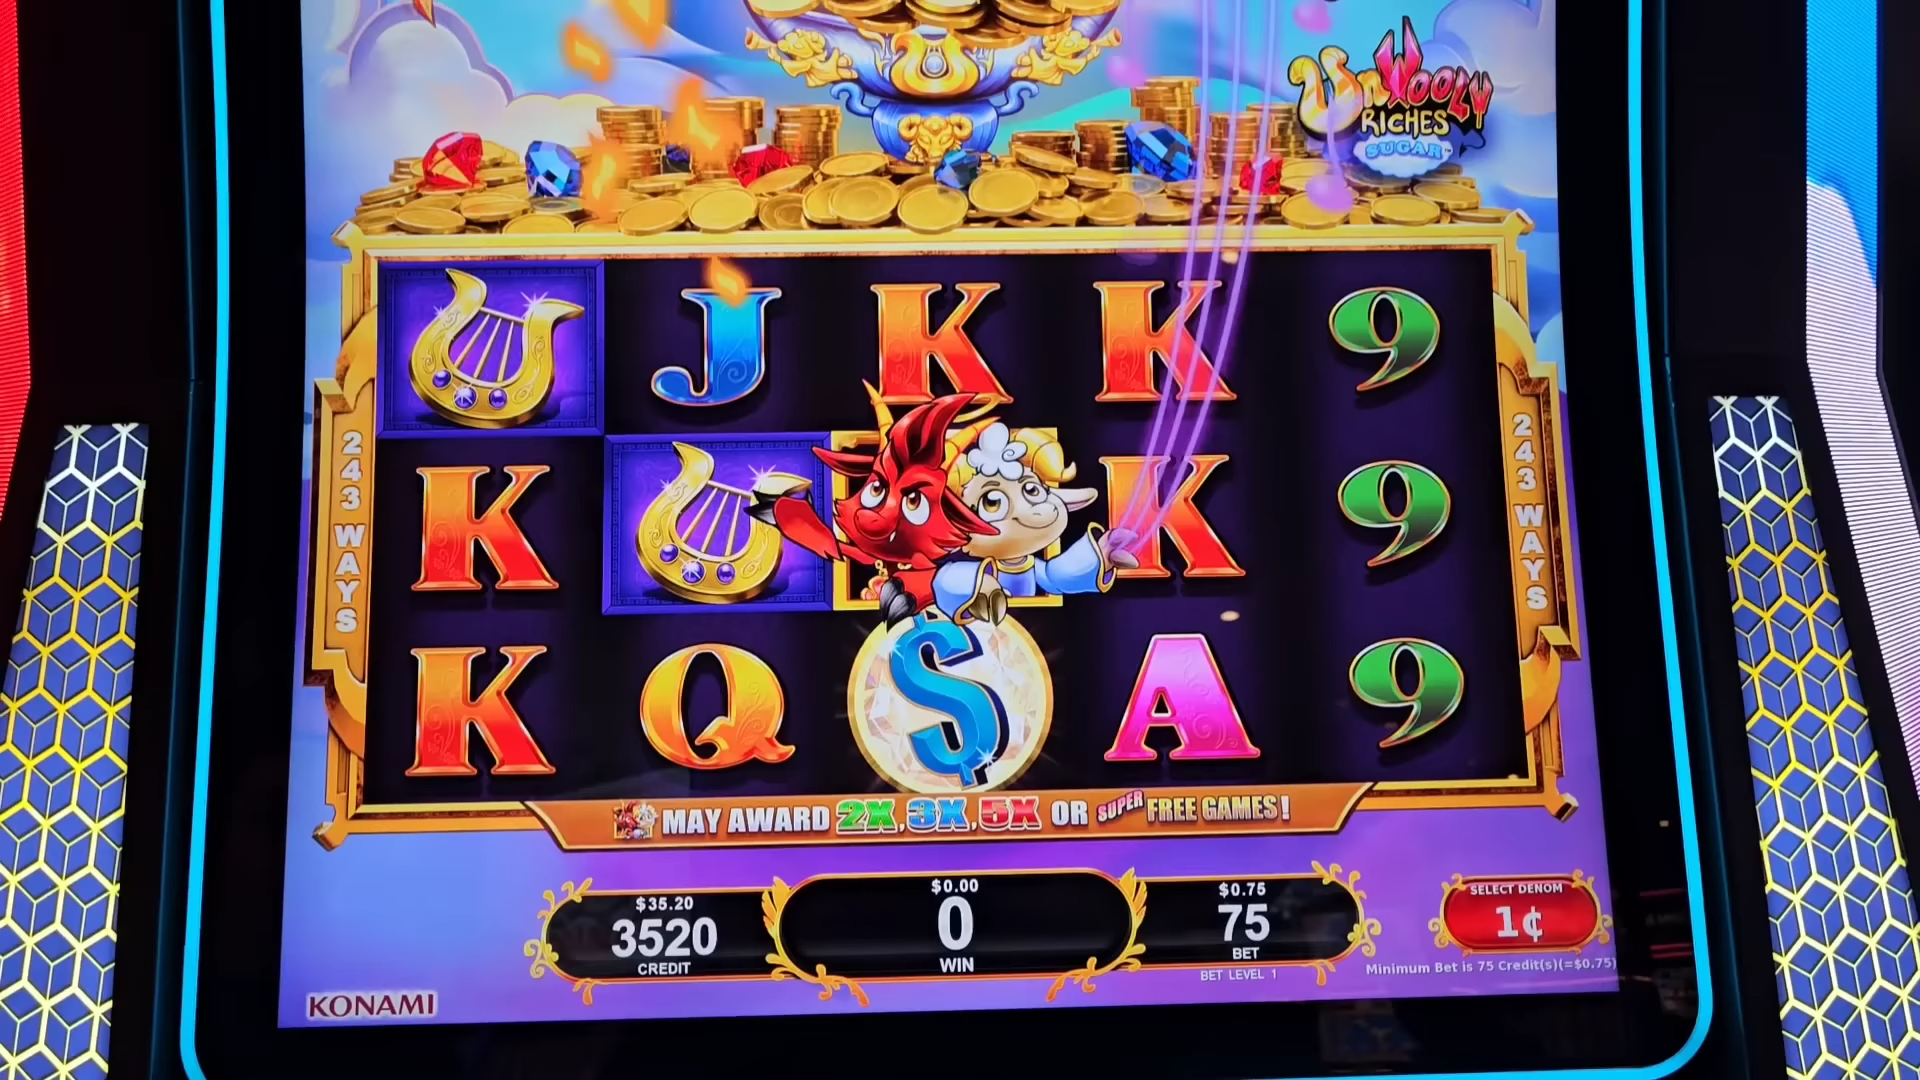 UnWooly
RICHES
SUGAR™
J K K 9
K K 9
K Q $ A 9
243 WAYS
243 WAYS
MAY AWARD 2X, 3X, 5X OR SUPER FREE GAMES!
$35.20
3520
CREDIT
$0.00
0
WIN
$0.75
75
BET
BET LEVEL 1
SELECT DENOM
1¢
Minimum Bet is 75 Credit(s)(=$0.75)
KONAMI